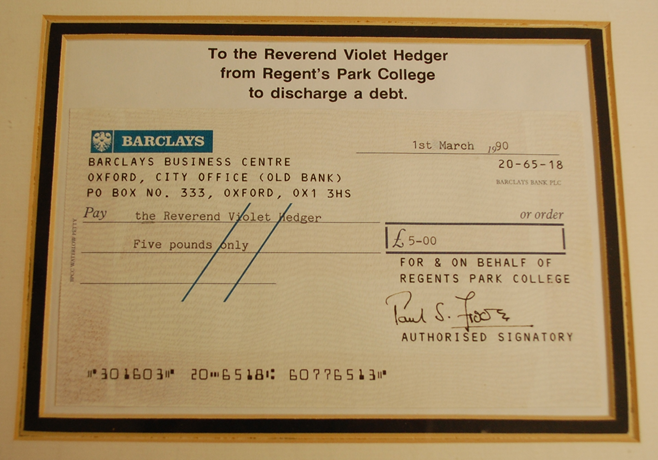 To the Reverend Violet Hedger
from Regent's Park College
to discharge a debt.
BARCLAYS
1st March 1990
BARCLAYS BUSINESS CENTRE
OXFORD, CITY OFFICE (OLD BANK)
PO BOX NO. 333, OXFORD, OX1 3HS
20-65-18
BARCLAYS BANK PLC
Pay the Reverend Violet Hedger or order
Five pounds only £ 5-00
FOR & ON BEHALF OF
REGENTS PARK COLLEGE
Paul S.
AUTHORISED SIGNATORY
⑈301603⑈ 20⑉6518⑆ 60776513⑈